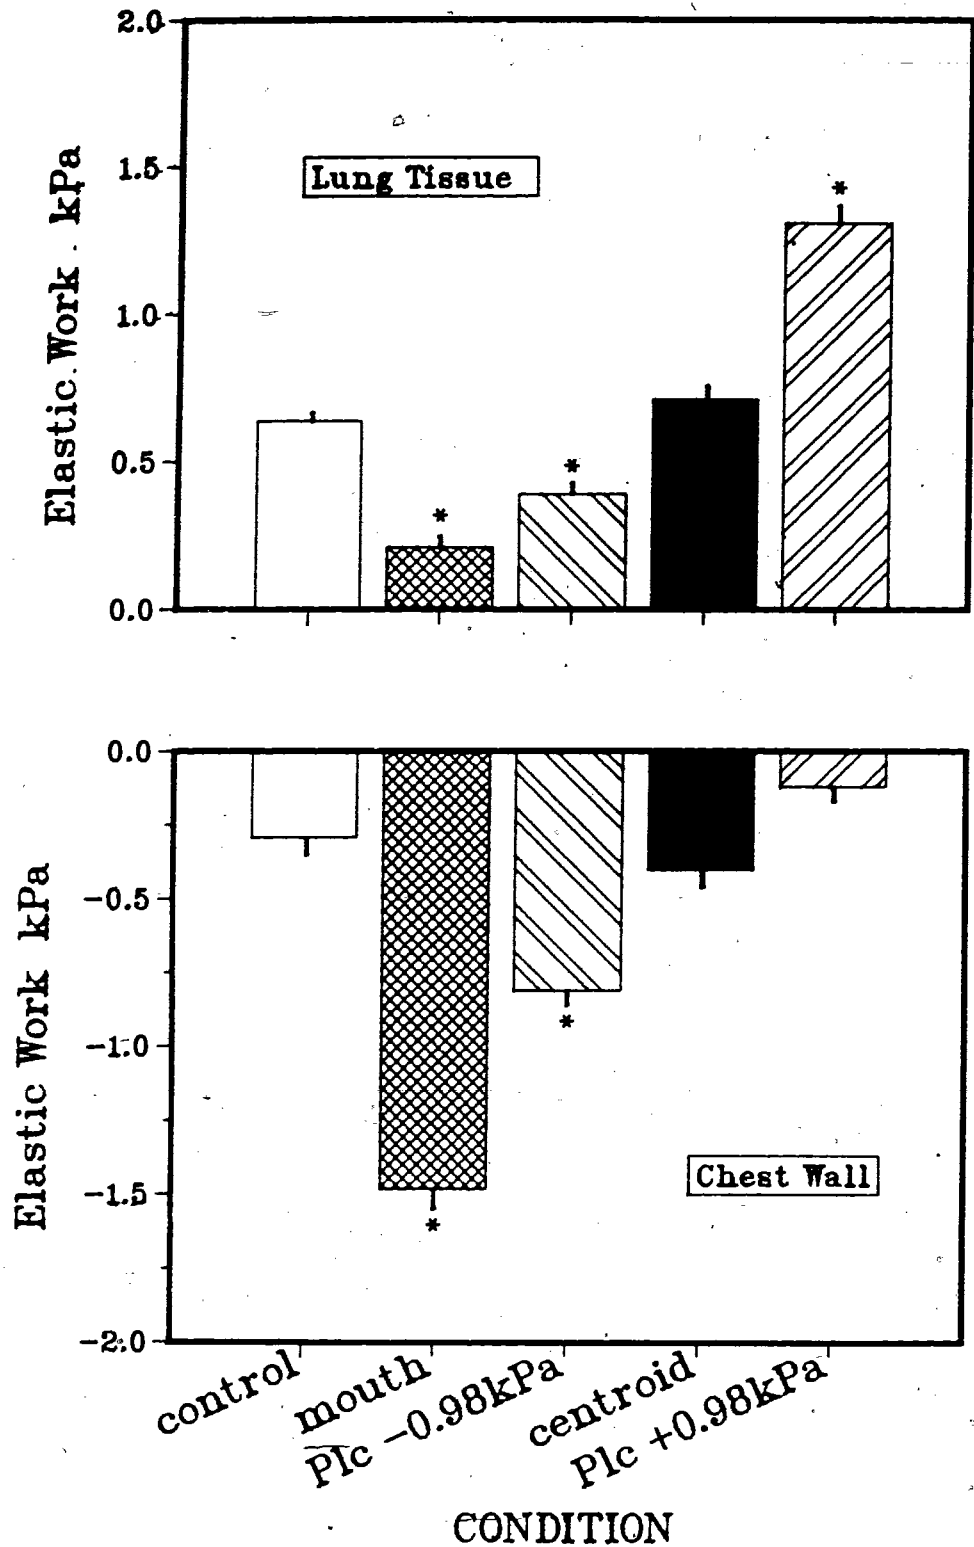 2.0
1.5
1.0
0.5
0.0
Elastic Work kPa
Lung Tissue
*
*
*
0.0
-0.5
-1.0
-1.5
-2.0
Elastic Work kPa
*
*
Chest Wall
control
mouth
Plc -0.98kPa
centroid
Plc +0.98kPa
CONDITION